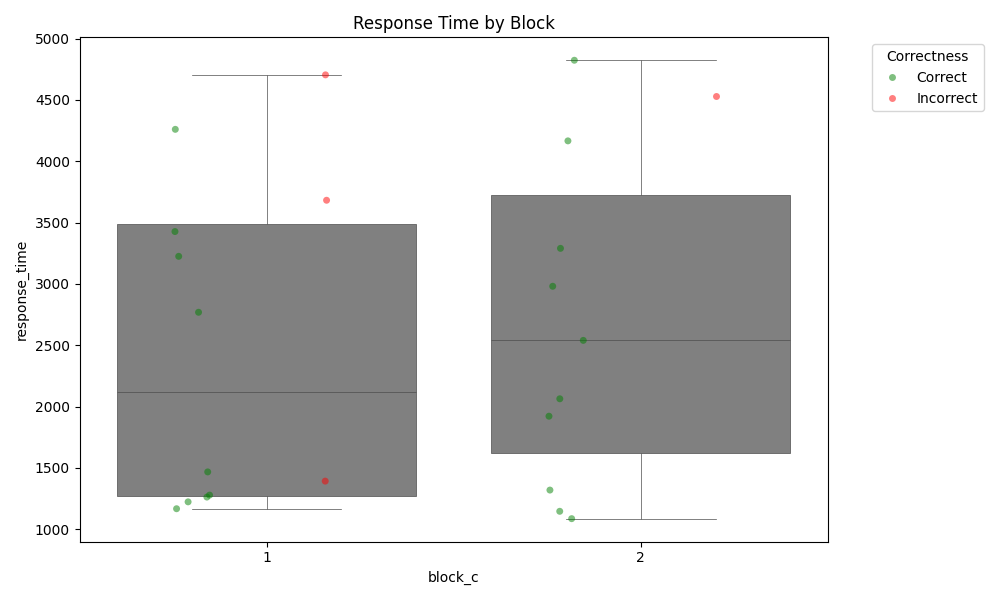 Response Time by Block
Correctness
Correct
Incorrect
response_time
5000
4500
4000
3500
3000
2500
2000
1500
1000
1
2
block_c